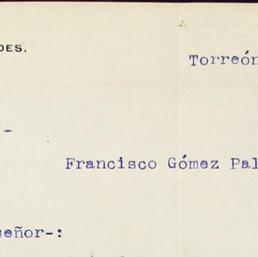 DES.
Torreón
-
Francisco Gómez Pal
eñor-: